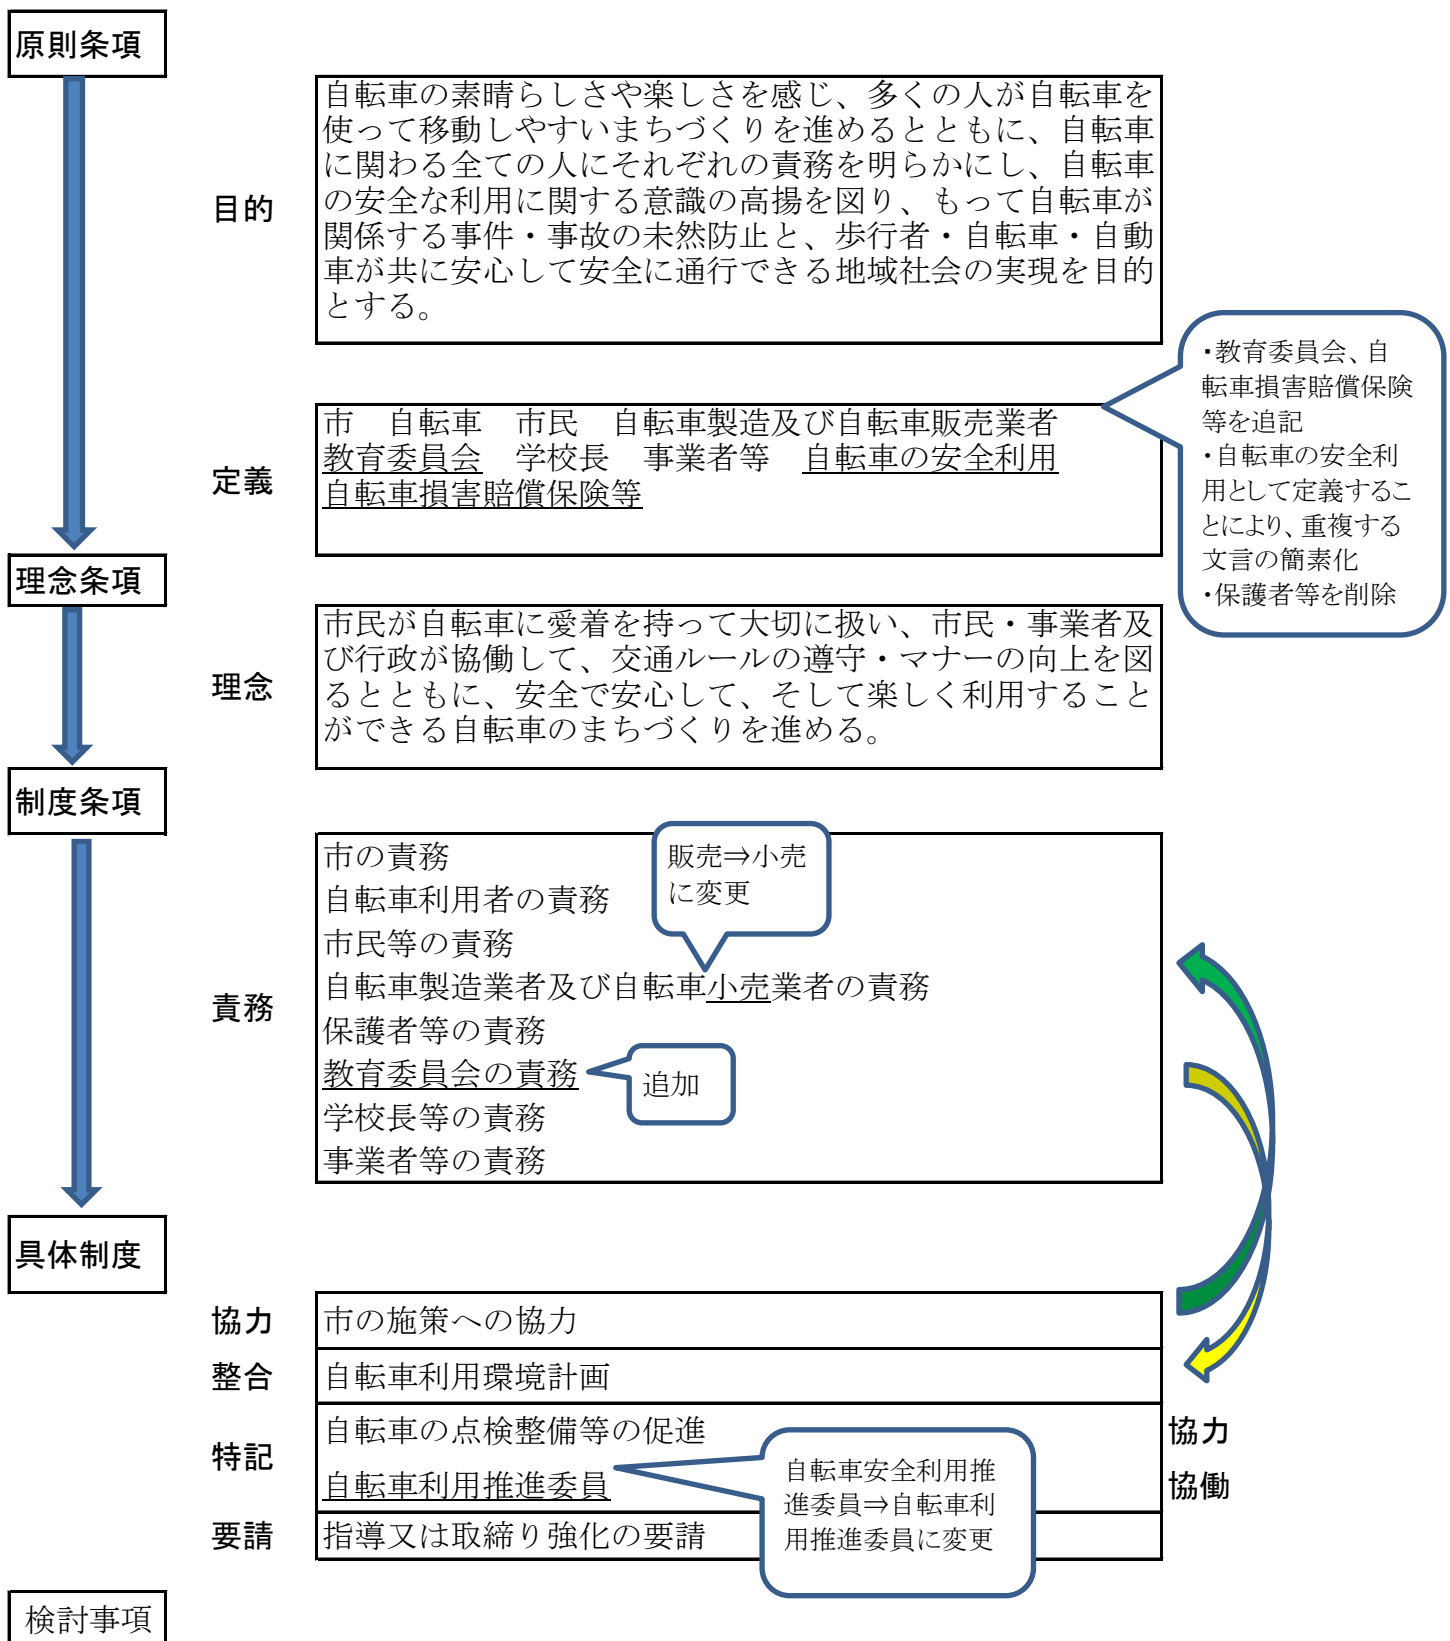 原則条項
目的
自転車の素晴らしさや楽しさを感じ、多くの人が自転車を
使って移動しやすいまちづくりを進めるとともに、自転車
に関わる全ての人にそれぞれの責務を明らかにし、自転車
の安全な利用に関する意識の高揚を図り、もって自転車が
関係する事件・事故の未然防止と、歩行者・自転車・自動
車が共に安心して安全に通行できる地域社会の実現を目的
とする。
定義
市　自転車　市民　自転車製造及び自転車販売業者
教育委員会　学校長　事業者等　自転車の安全利用
自転車損害賠償保険等
・教育委員会、自
転車損害賠償保険
等を追記
・自転車の安全利
用として定義するこ
とにより、重複する
文言の簡素化
・保護者等を削除
理念条項
理念
市民が自転車に愛着を持って大切に扱い、市民・事業者及
び行政が協働して、交通ルールの遵守・マナーの向上を図
るとともに、安全で安心して、そして楽しく利用すること
ができる自転車のまちづくりを進める。
制度条項
責務
市の責務
自転車利用者の責務
市民等の責務
自転車製造業者及び自転車小売業者の責務
保護者等の責務
教育委員会の責務
学校長等の責務
事業者等の責務
販売⇒小売
に変更
追加
具体制度
協力
市の施策への協力
整合
自転車利用環境計画
特記
自転車の点検整備等の促進
自転車利用推進委員
自転車安全利用推
進委員⇒自転車利
用推進委員に変更
協力
協働
要請
指導又は取締り強化の要請
検討事項